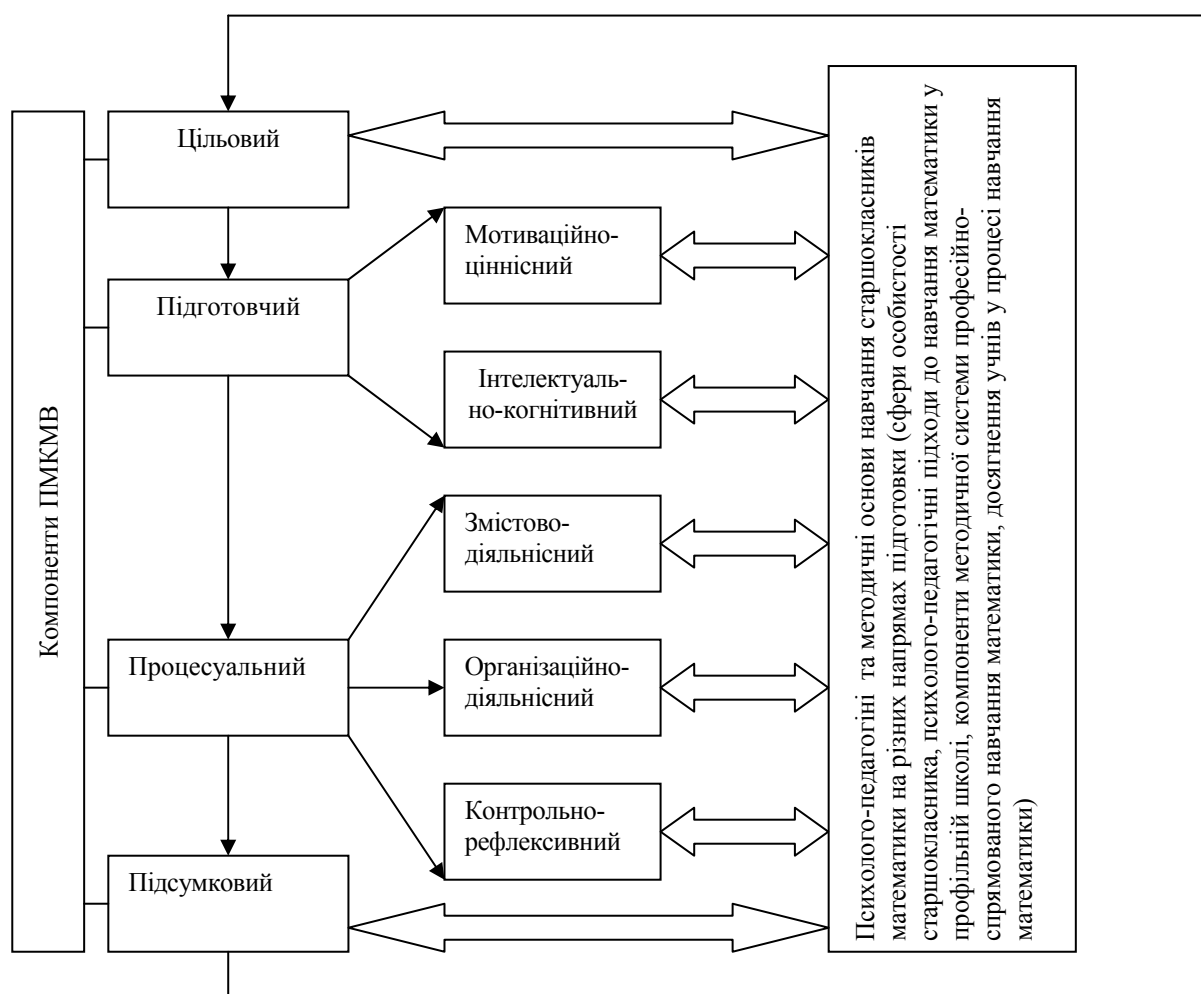 Компоненти ПМКМВ
Цільовий
Підготовчий
Процесуальний
Підсумковий
Мотиваційно-
ціннісний
Інтелектуаль-
но-когнітивний
Змістово-
діяльнісний
Організаційно-
діяльнісний
Контрольно-
рефлексивний
Психолого-педагогіні та методичні основи навчання старшокласників
математики на різних напрямах підготовки (сфери особистості
старшокласника, психолого-педагогічні підходи до навчання математики у
профільній школі, компоненти методичної системи професійно-
спрямованого навчання математики, досягнення учнів у процесі навчання
математики)